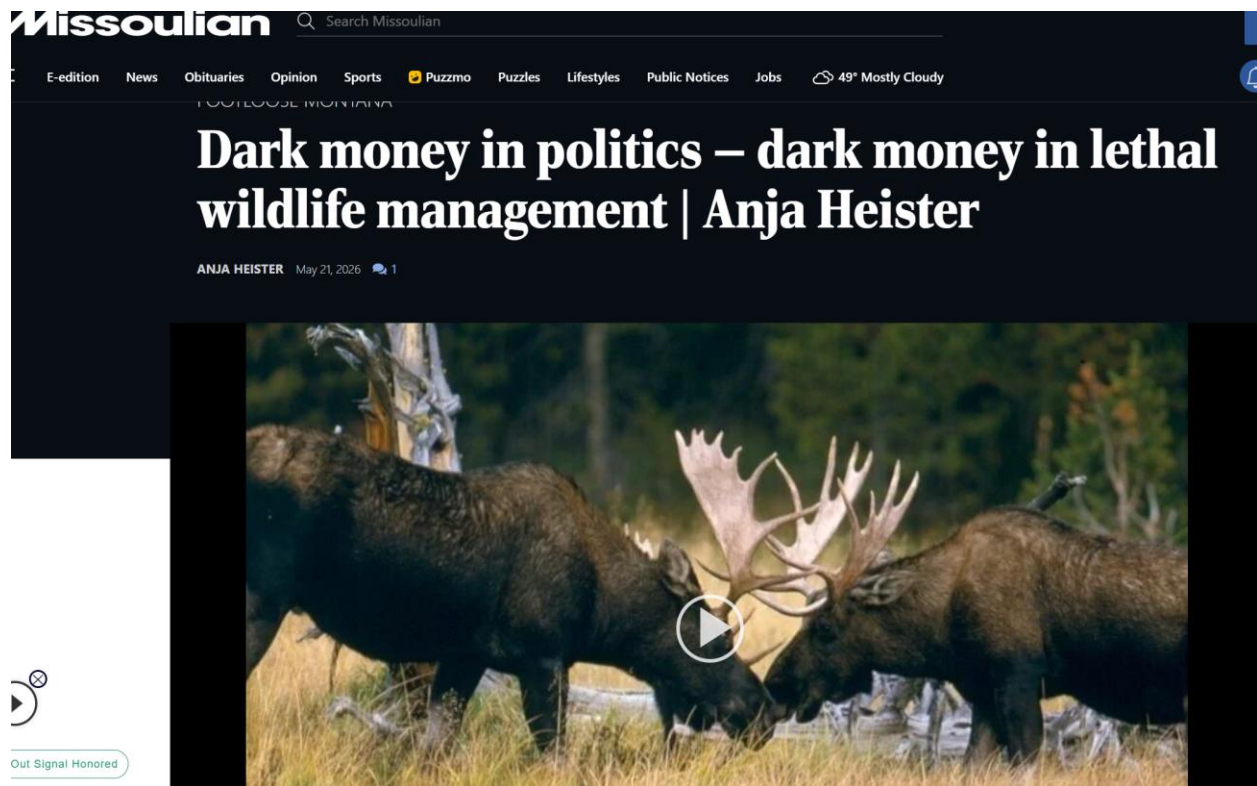 Missoulian
Search Missoulian
E-edition News Obituaries Opinion Sports Puzzmo Puzzles Lifestyles Public Notices Jobs 49° Mostly Cloudy
FOOTLOOSE MONTANA
Dark money in politics – dark money in lethal
wildlife management | Anja Heister
ANJA HEISTER May 21, 2026 1
Out Signal Honored